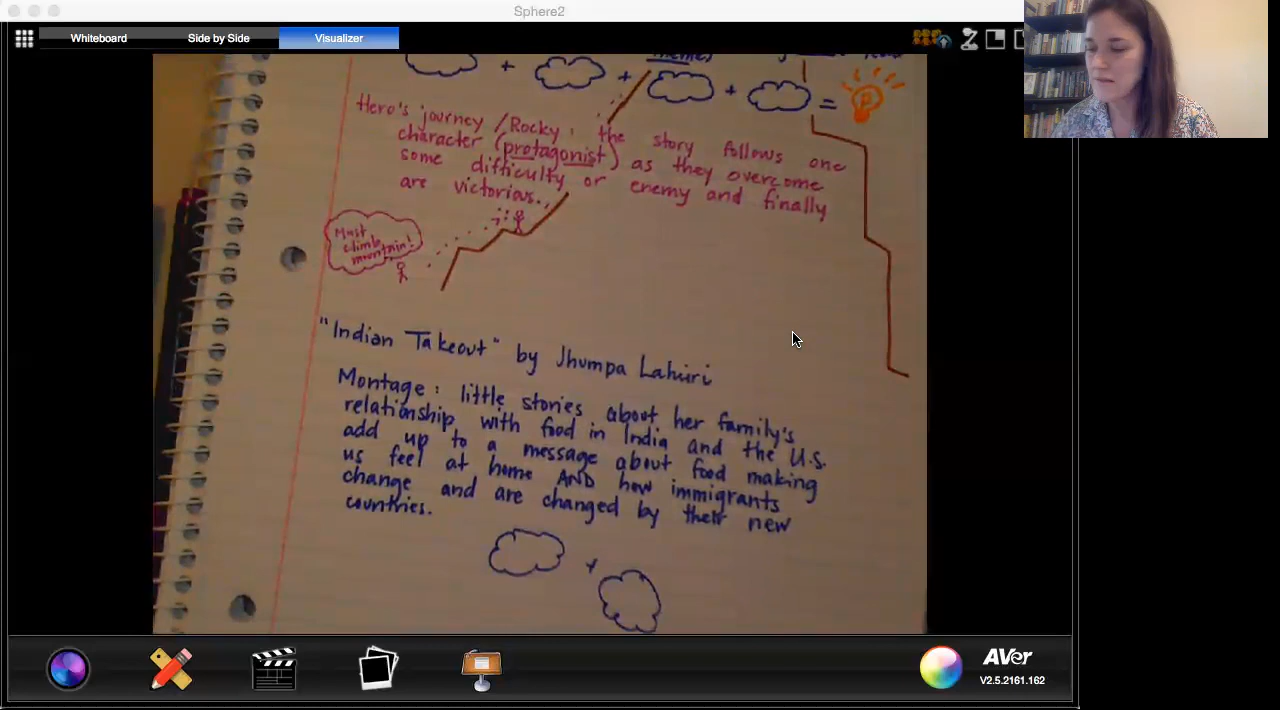 Sphere2
Whiteboard
Side by Side
Visualizer
+ + + =
Hero's journey /Rocky: the story follows one
character (protagonist) as they overcome
some difficulty or enemy and finally
are victorious.
Must
climb
mountain!
"Indian Takeout" by Jhumpa Lahiri
Montage: little stories about her family's
relationship with food in India and the U.S.
add up to a message about food making
us feel at home AND how immigrants
change and are changed by their new
countries.
+
AVer
V2.5.2161.162